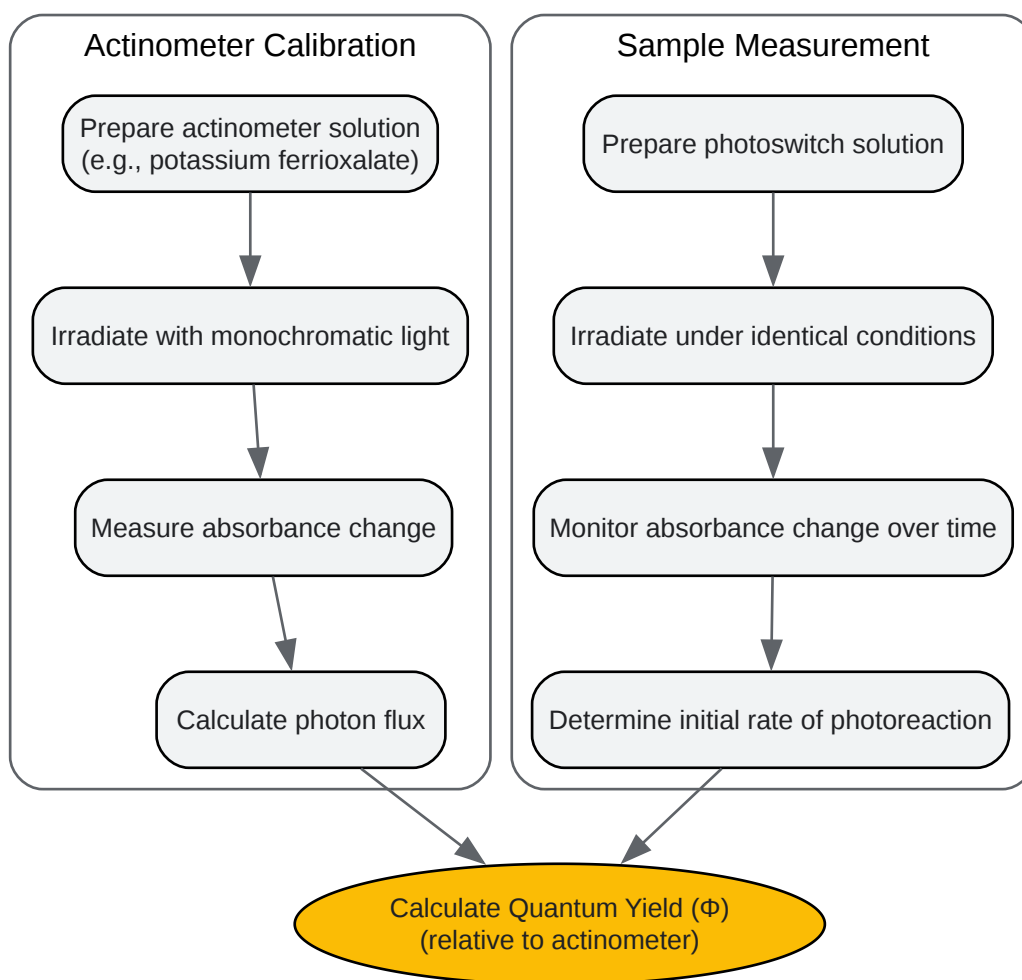 Actinometer Calibration
Prepare actinometer solution
(e.g., potassium ferrioxalate)
Irradiate with monochromatic light
Measure absorbance change
Calculate photon flux
Sample Measurement
Prepare photoswitch solution
Irradiate under identical conditions
Monitor absorbance change over time
Determine initial rate of photoreaction
Calculate Quantum Yield (Φ)
(relative to actinometer)